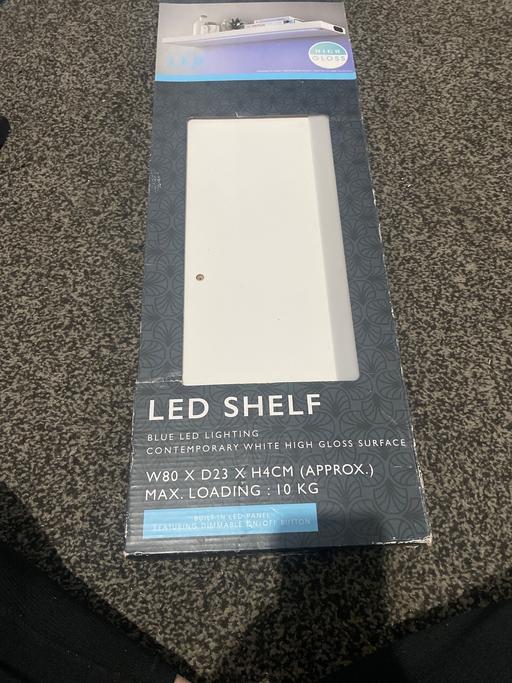 LED
HIGH
GLOSS
LED SHELF
BLUE LED LIGHTING
CONTEMPORARY WHITE HIGH GLOSS SURFACE
W80 X D23 X H4CM (APPROX.)
MAX. LOADING : 10 KG
BUILT-IN LED PANEL
FEATURING DIMMABLE ON/OFF BUTTON